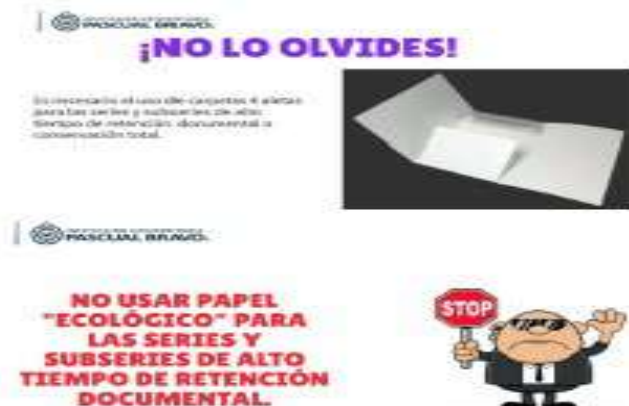 PASCUAL BRAVO.
¡NO LO OLVIDES!
Es necesario el uso de carpetas 4 aletas
para las series y subseries de alto
tiempo de retención documental o
conservación total.
PASCUAL BRAVO.
NO USAR PAPEL
"ECOLÓGICO" PARA
LAS SERIES Y
SUBSERIES DE ALTO
TIEMPO DE RETENCIÓN
DOCUMENTAL.
STOP